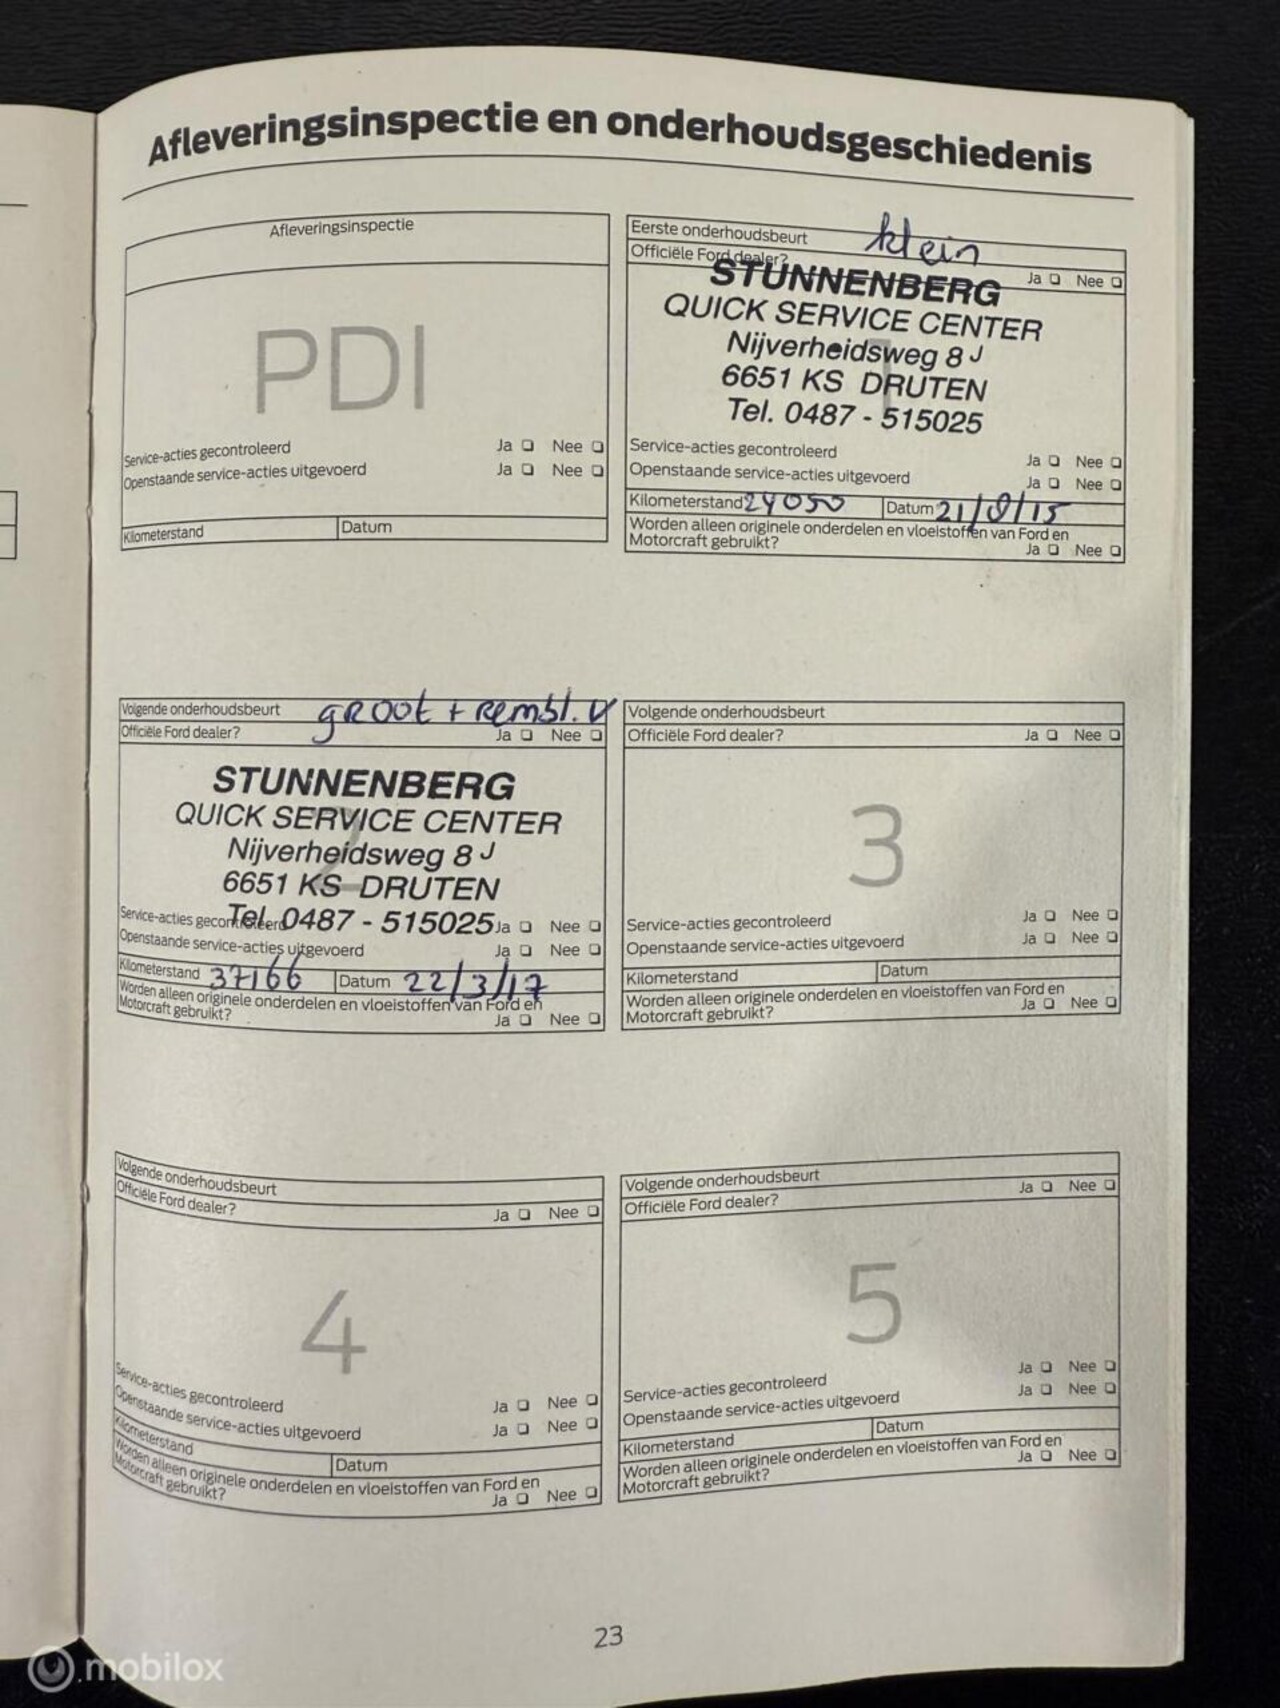 Afleveringsinspectie en onderhoudsgeschiedenis
Afleveringsinspectie
PDI
Service-acties gecontroleerd Ja Nee
Openstaande service-acties uitgevoerd Ja Nee
Kilometerstand Datum
Eerste onderhoudsbeurt klein
Officiële Ford dealer? Ja Nee
STUNNENBERG
QUICK SERVICE CENTER
Nijverheidsweg 8 J
6651 KS DRUTEN
Tel. 0487 - 515025
1
Service-acties gecontroleerd Ja Nee
Openstaande service-acties uitgevoerd Ja Nee
Kilometerstand 24050 Datum 21/8/15
Worden alleen originele onderdelen en vloeistoffen van Ford en
Motorcraft gebruikt? Ja Nee
Volgende onderhoudsbeurt groot + rembl. V
Officiële Ford dealer? Ja Nee
STUNNENBERG
QUICK SERVICE CENTER
Nijverheidsweg 8 J
6651 KS DRUTEN
Tel. 0487 - 515025
2
Service-acties gecontroleerd Ja Nee
Openstaande service-acties uitgevoerd Ja Nee
Kilometerstand 37166 Datum 22/3/17
Worden alleen originele onderdelen en vloeistoffen van Ford en
Motorcraft gebruikt? Ja Nee
Volgende onderhoudsbeurt
Officiële Ford dealer? Ja Nee
3
Service-acties gecontroleerd Ja Nee
Openstaande service-acties uitgevoerd Ja Nee
Kilometerstand Datum
Worden alleen originele onderdelen en vloeistoffen van Ford en
Motorcraft gebruikt? Ja Nee
Volgende onderhoudsbeurt
Officiële Ford dealer? Ja Nee
4
Service-acties gecontroleerd Ja Nee
Openstaande service-acties uitgevoerd Ja Nee
Kilometerstand Datum
Worden alleen originele onderdelen en vloeistoffen van Ford en
Motorcraft gebruikt? Ja Nee
Volgende onderhoudsbeurt
Officiële Ford dealer? Ja Nee
5
Service-acties gecontroleerd Ja Nee
Openstaande service-acties uitgevoerd Ja Nee
Kilometerstand Datum
Worden alleen originele onderdelen en vloeistoffen van Ford en
Motorcraft gebruikt? Ja Nee
23
mobilox